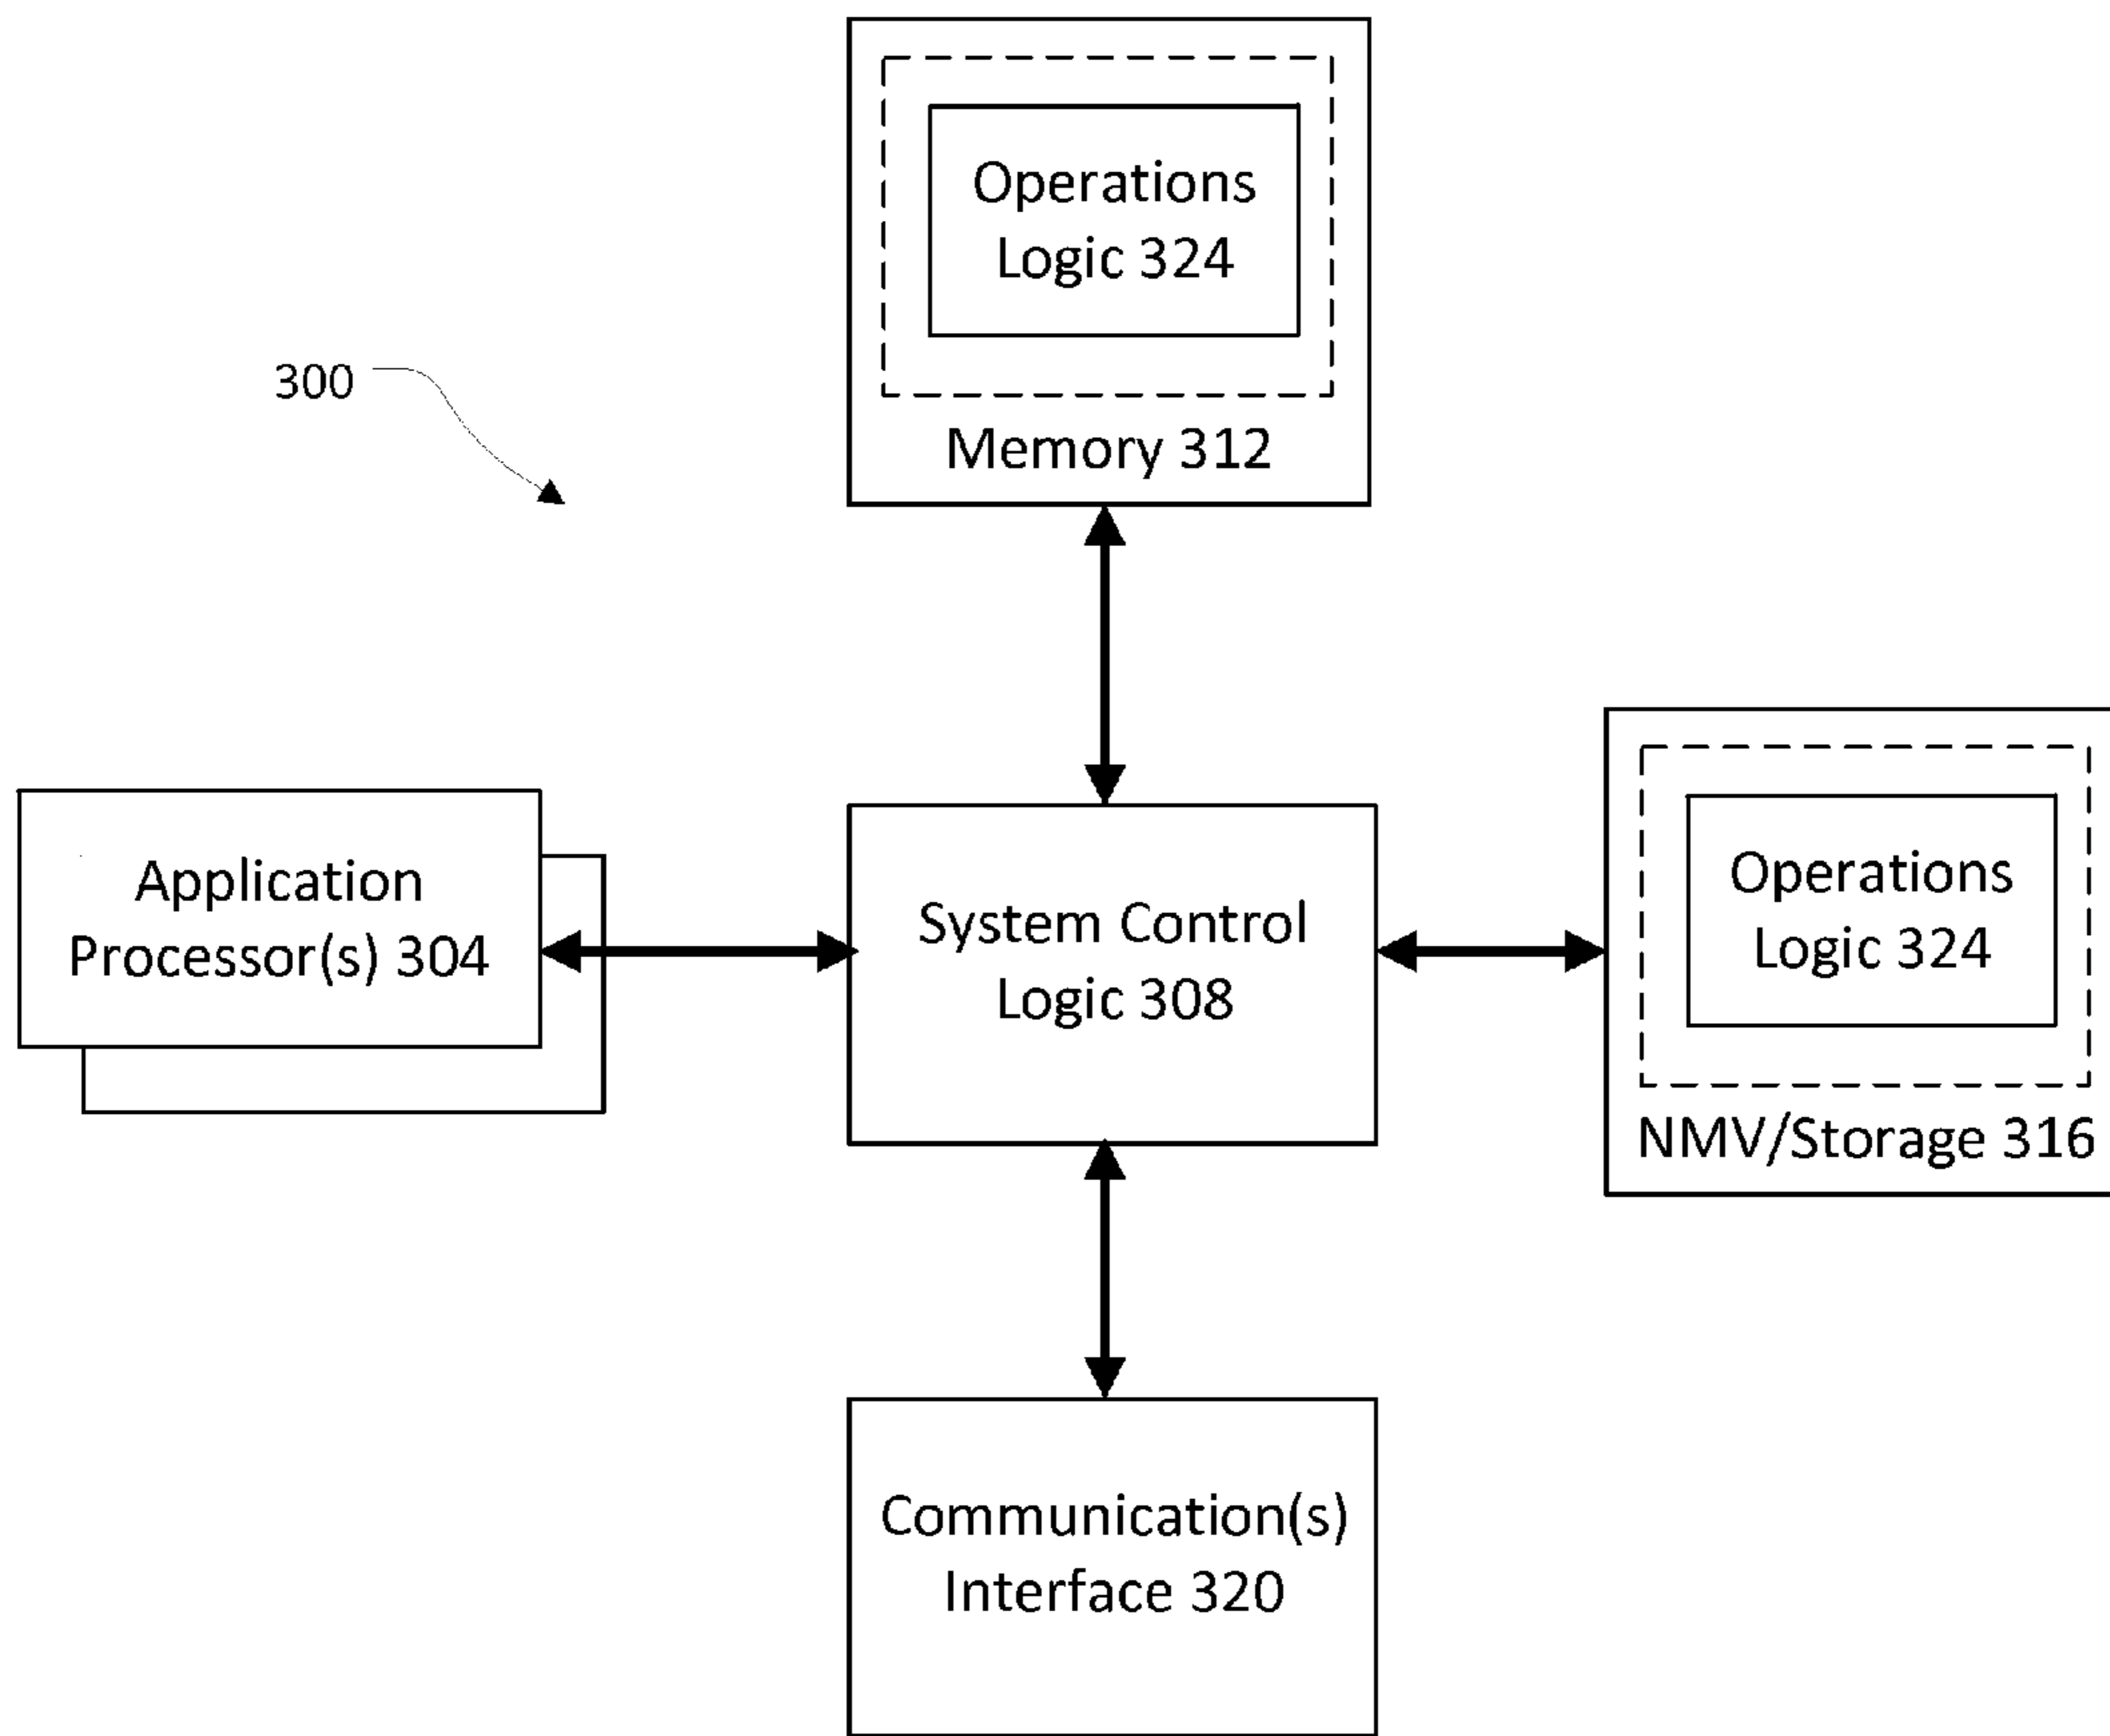 Operations
Logic 324
Memory 312
300
Application
Processor(s) 304
System Control
Logic 308
Operations
Logic 324
NMV/Storage 316
Communication(s)
Interface 320